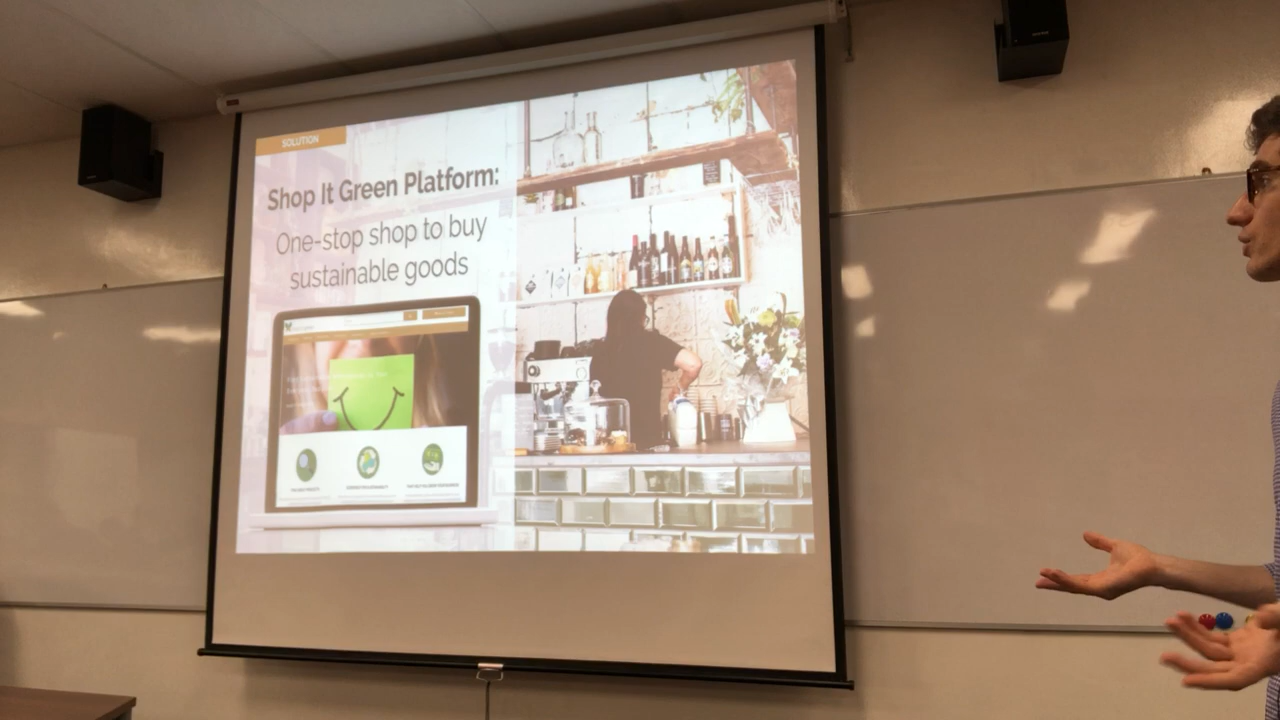 SOLUTION
Shop It Green Platform:
One-stop shop to buy
sustainable goods